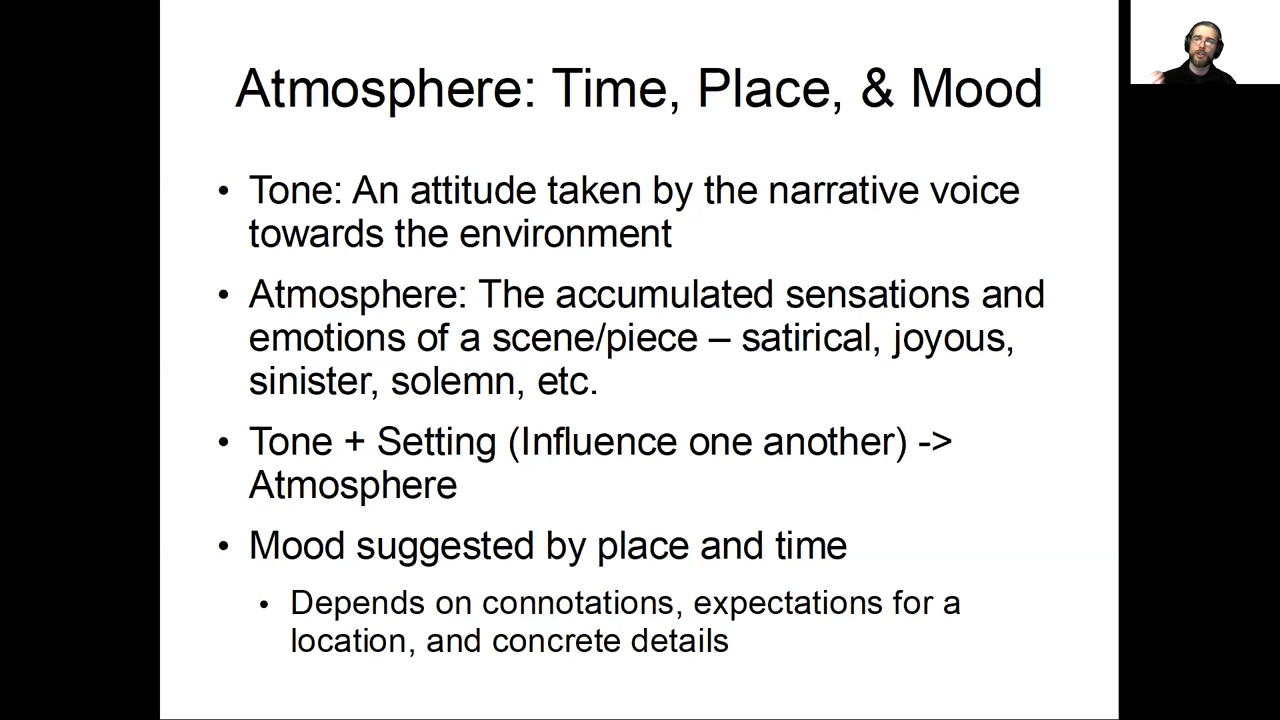 Atmosphere: Time, Place, & Mood
• Tone: An attitude taken by the narrative voice
towards the environment
• Atmosphere: The accumulated sensations and
emotions of a scene/piece – satirical, joyous,
sinister, solemn, etc.
• Tone + Setting (Influence one another) ->
Atmosphere
• Mood suggested by place and time
• Depends on connotations, expectations for a
location, and concrete details